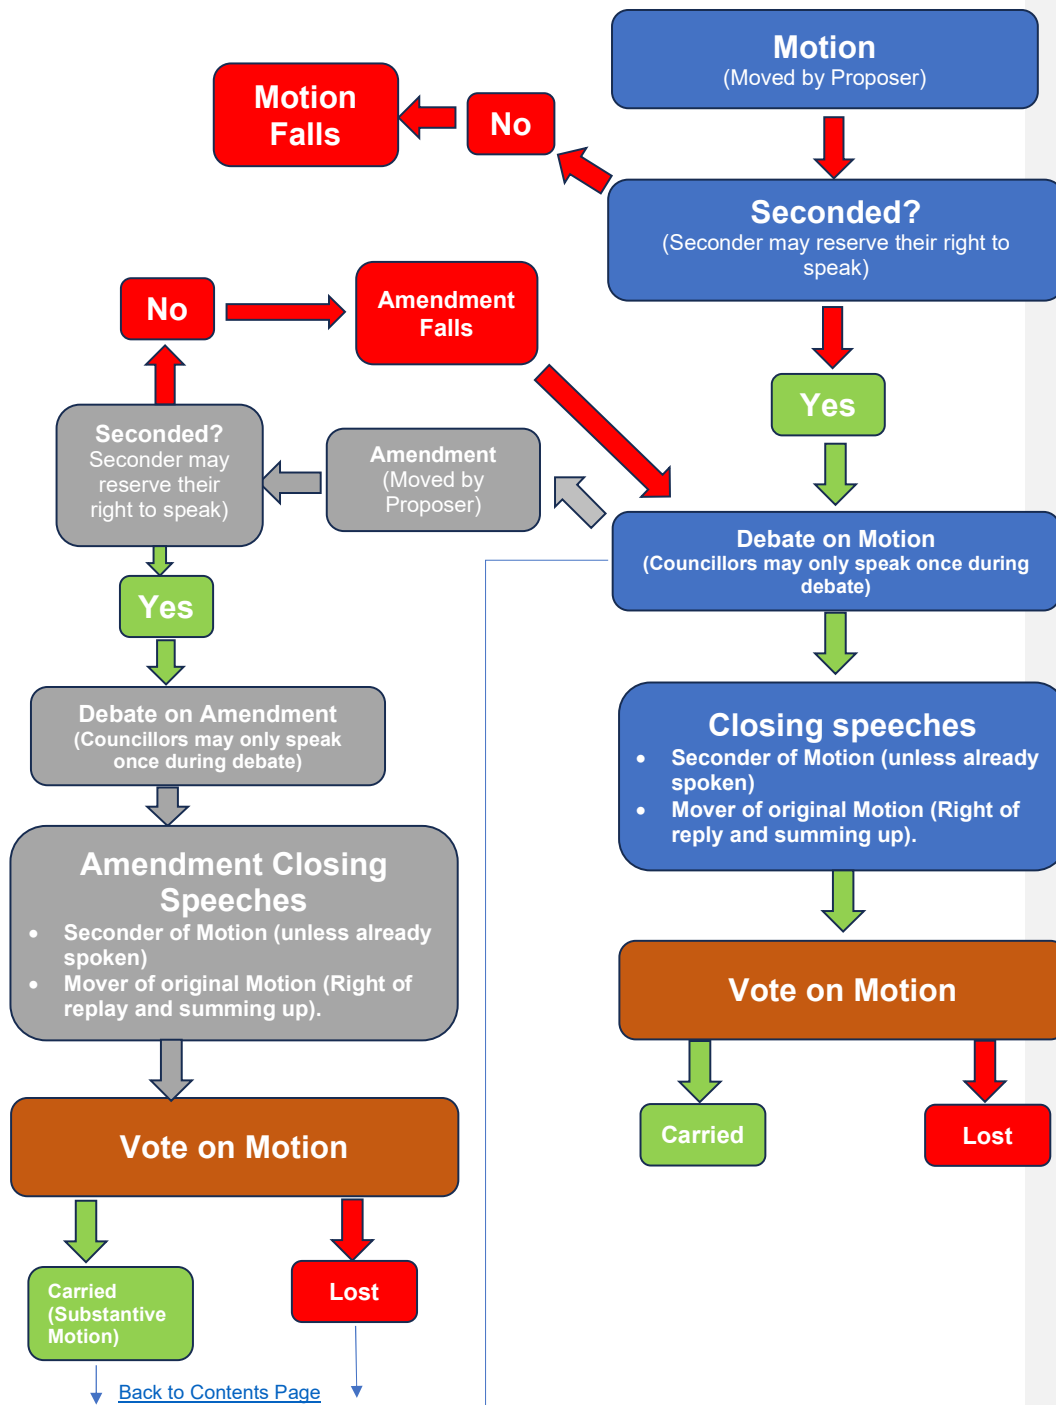 Motion
(Moved by Proposer)
Motion
Falls
No
Seconded?
(Seconder may reserve their right to
speak)
No
Amendment
Falls
Yes
Seconded?
Seconder may
reserve their
right to speak)
Amendment
(Moved by
Proposer)
Debate on Motion
(Councillors may only speak once during
debate)
Yes
Debate on Amendment
(Councillors may only speak
once during debate)
Closing speeches
• Seconder of Motion (unless already
spoken)
• Mover of original Motion (Right of
reply and summing up).
Amendment Closing
Speeches
• Seconder of Motion (unless already
spoken)
• Mover of original Motion (Right of
replay and summing up).
Vote on Motion
Carried
Lost
Vote on Motion
Carried
(Substantive
Motion)
Lost
Back to Contents Page